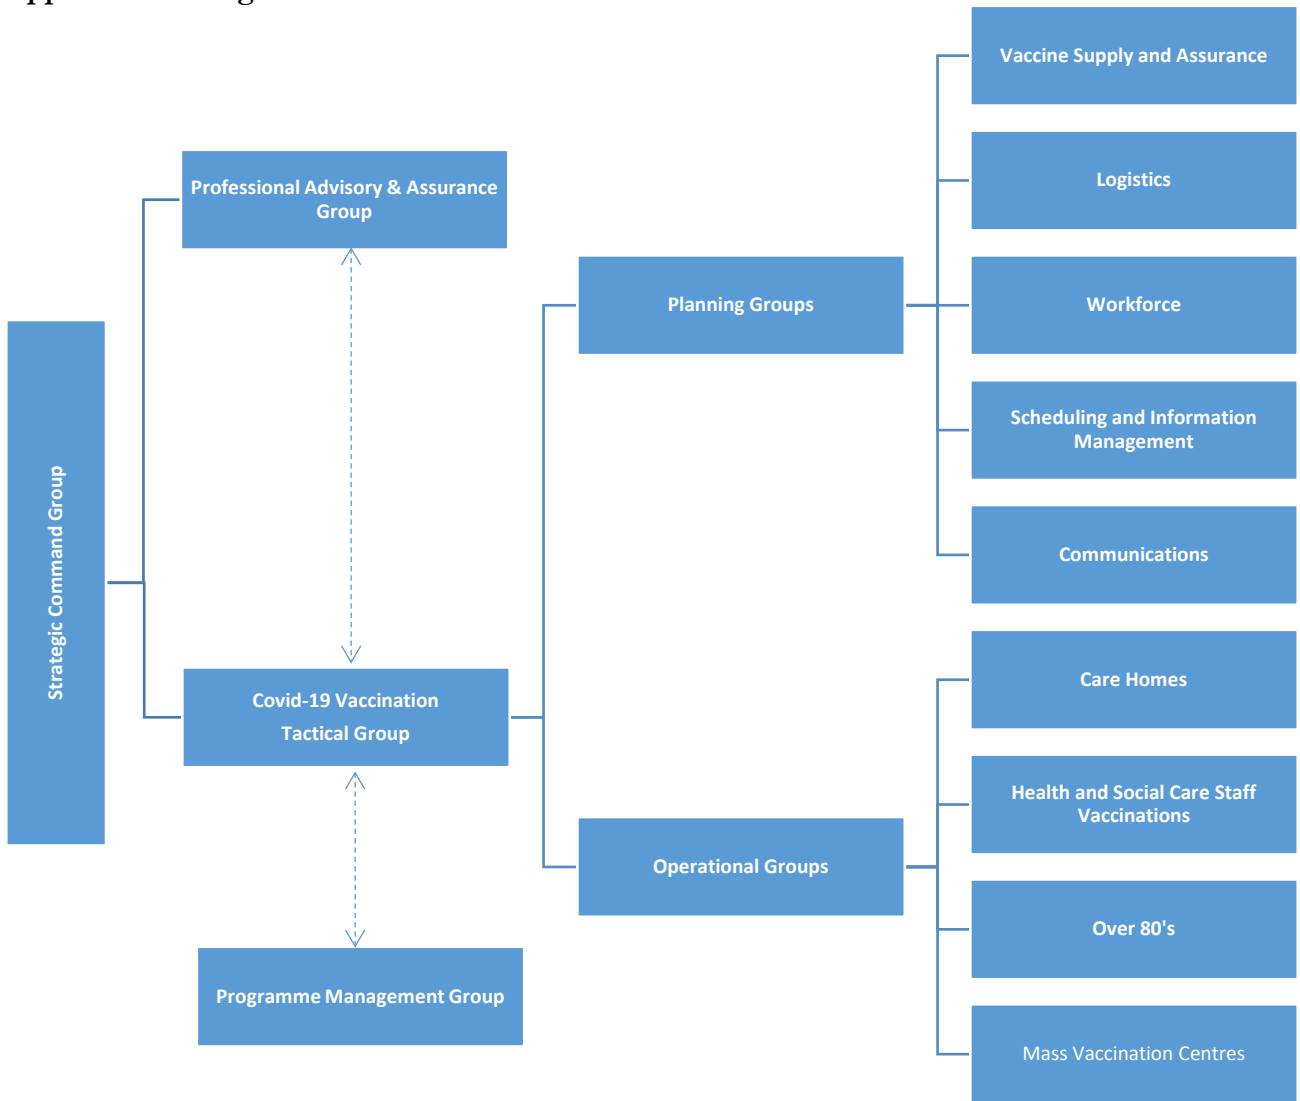 Strategic Command Group
Professional Advisory & Assurance
Group
Covid-19 Vaccination
Tactical Group
Programme Management Group
Planning Groups
Operational Groups
Vaccine Supply and Assurance
Logistics
Workforce
Scheduling and Information
Management
Communications
Care Homes
Health and Social Care Staff
Vaccinations
Over 80's
Mass Vaccination Centres